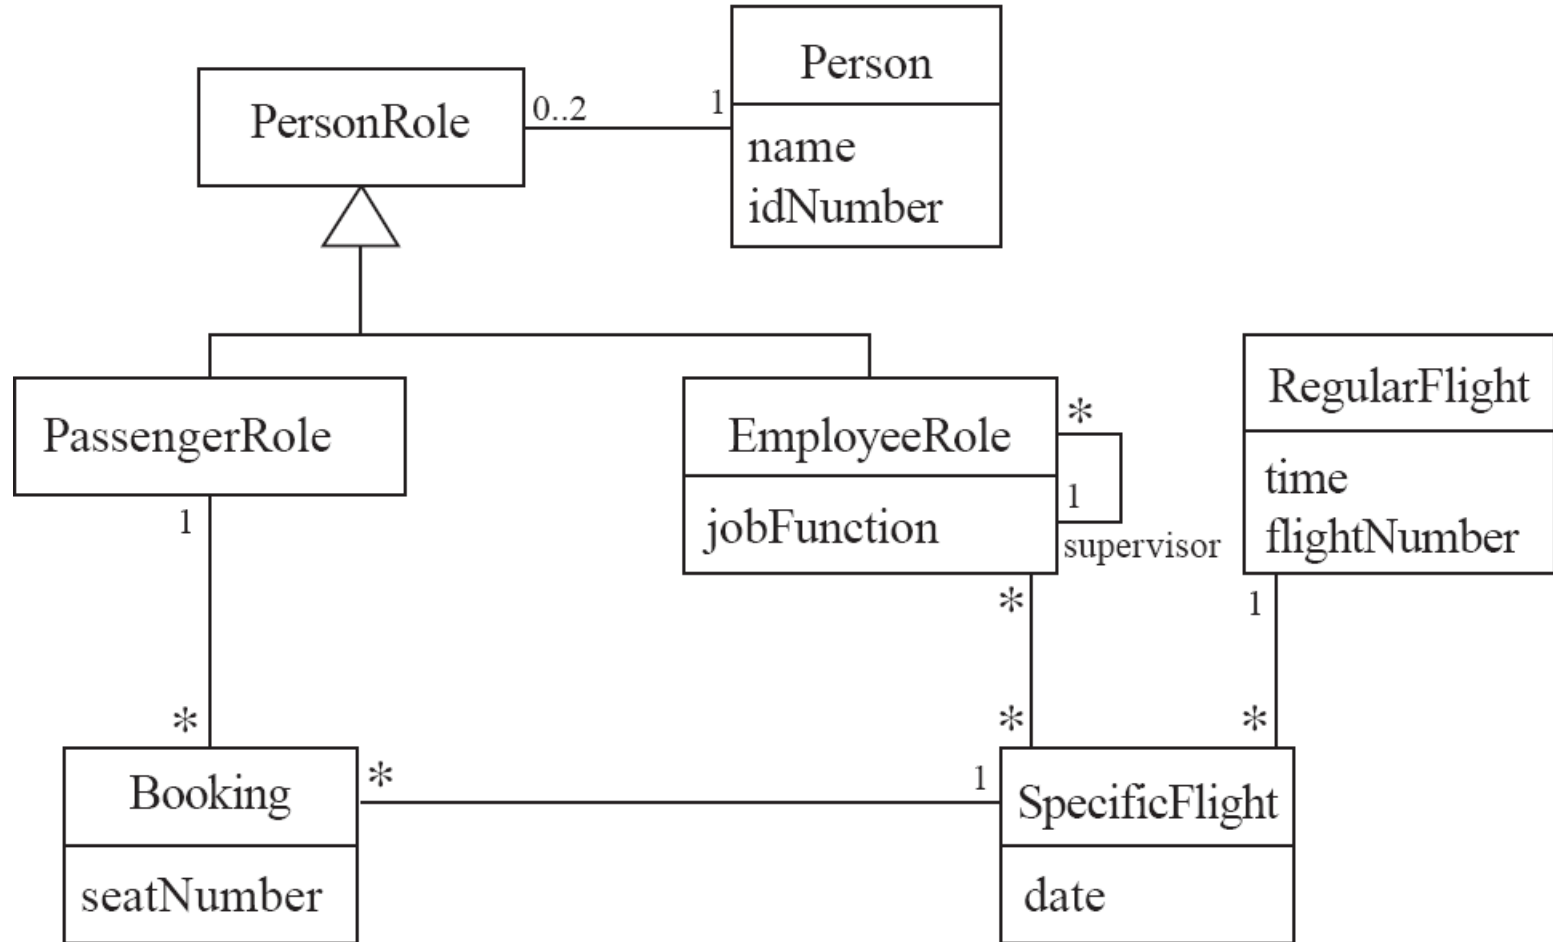 Person
PersonRole
0..2
1
name
idNumber
RegularFlight
PassengerRole
EmployeeRole
*
time
jobFunction
1
supervisor
flightNumber
1
*
1
*
*
*
Booking
*
1
SpecificFlight
seatNumber
date